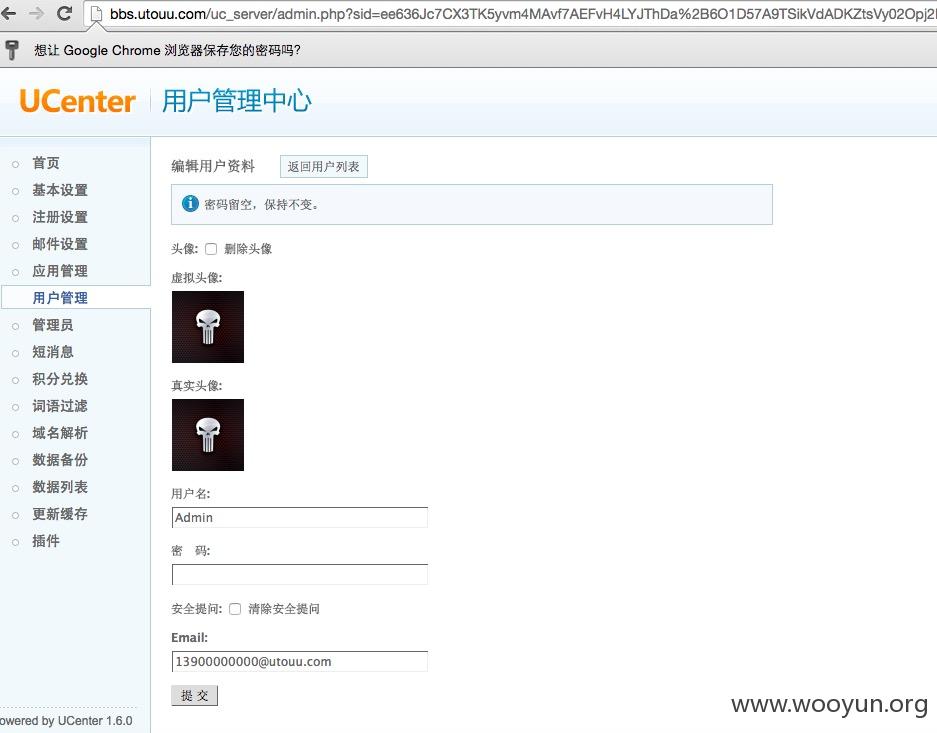 bbs.utouu.com/uc_server/admin.php?sid=ee636Jc7CX3TK5yvm4MAvf7AEFvH4LYJThDa%2B6O1D57A9TSikVdADKZtsVy02Opj2
想让 Google Chrome 浏览器保存您的密码吗?
UCenter 用户管理中心
首页
基本设置
注册设置
邮件设置
应用管理
用户管理
管理员
短消息
积分兑换
词语过滤
域名解析
数据备份
数据列表
更新缓存
插件
编辑用户资料 返回用户列表
密码留空，保持不变。
头像: 删除头像
虚拟头像:
真实头像:
用户名:
Admin
密 码:
安全提问: 清除安全提问
Email:
13900000000@utouu.com
提 交
owered by UCenter 1.6.0
www.wooyun.org